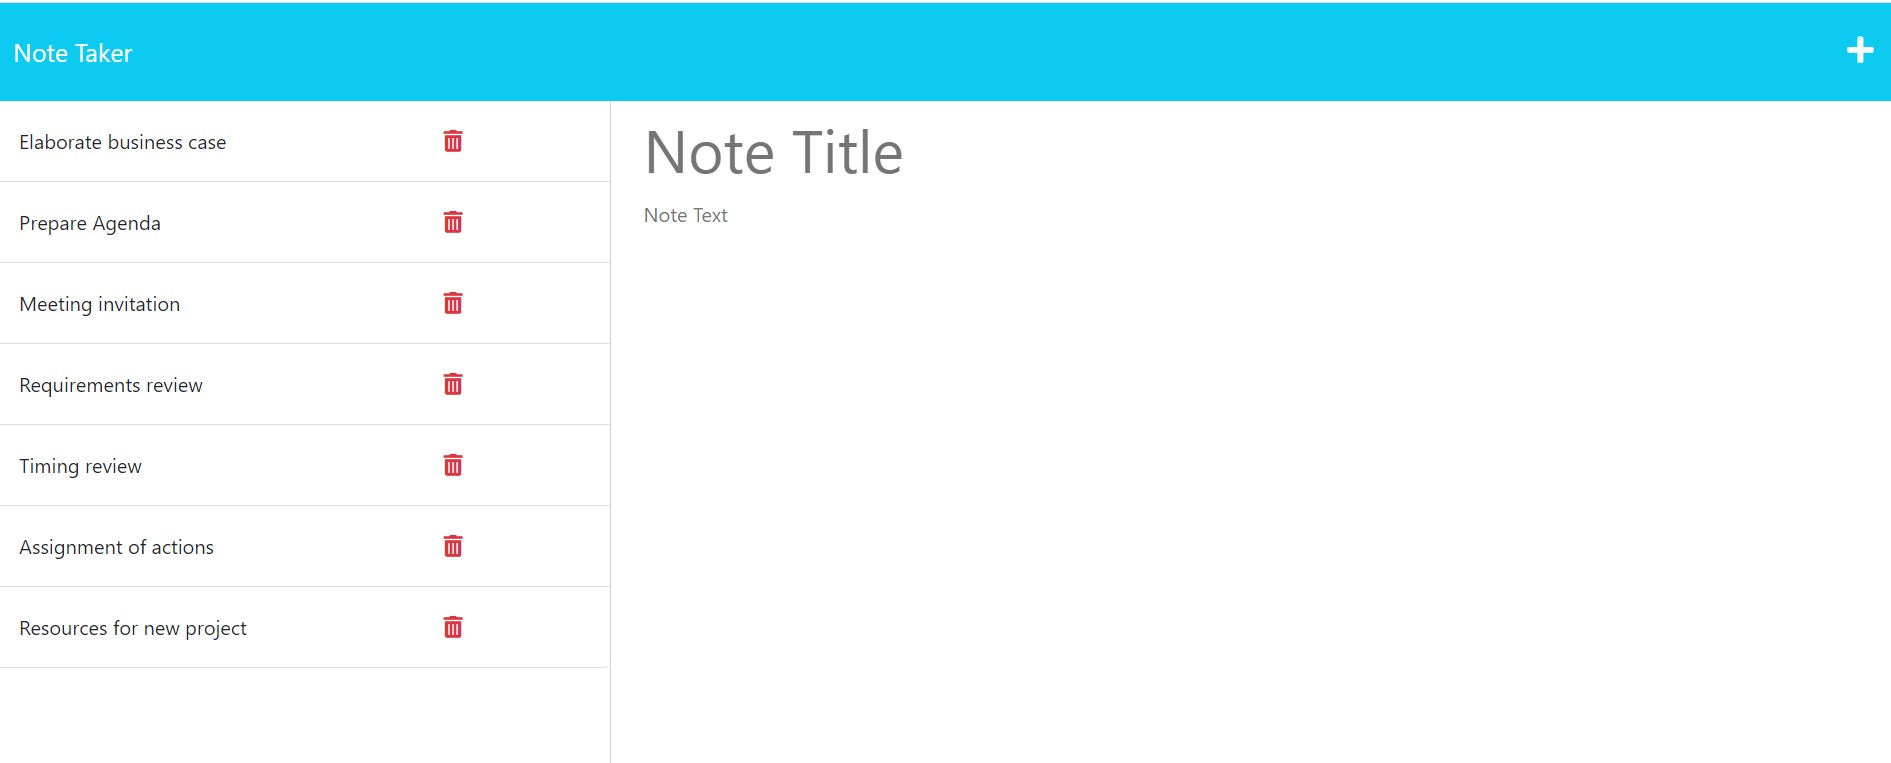 Note Taker
Elaborate business case
Prepare Agenda
Meeting invitation
Requirements review
Timing review
Assignment of actions
Resources for new project
Note Title
Note Text